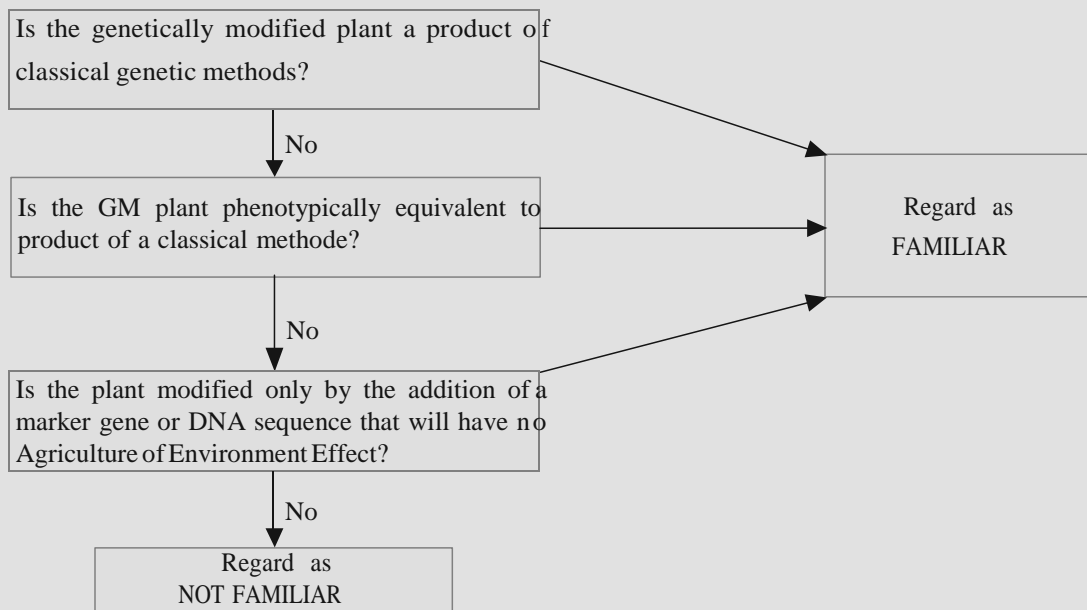 Is the genetically modified plant a product of
classical genetic methods?
No
Is the GM plant phenotypically equivalent to
product of a classical methode?
Regard as
FAMILIAR
No
Is the plant modified only by the addition of a
marker gene or DNA sequence that will have no
Agriculture of Environment Effect?
No
Regard as
NOT FAMILIAR